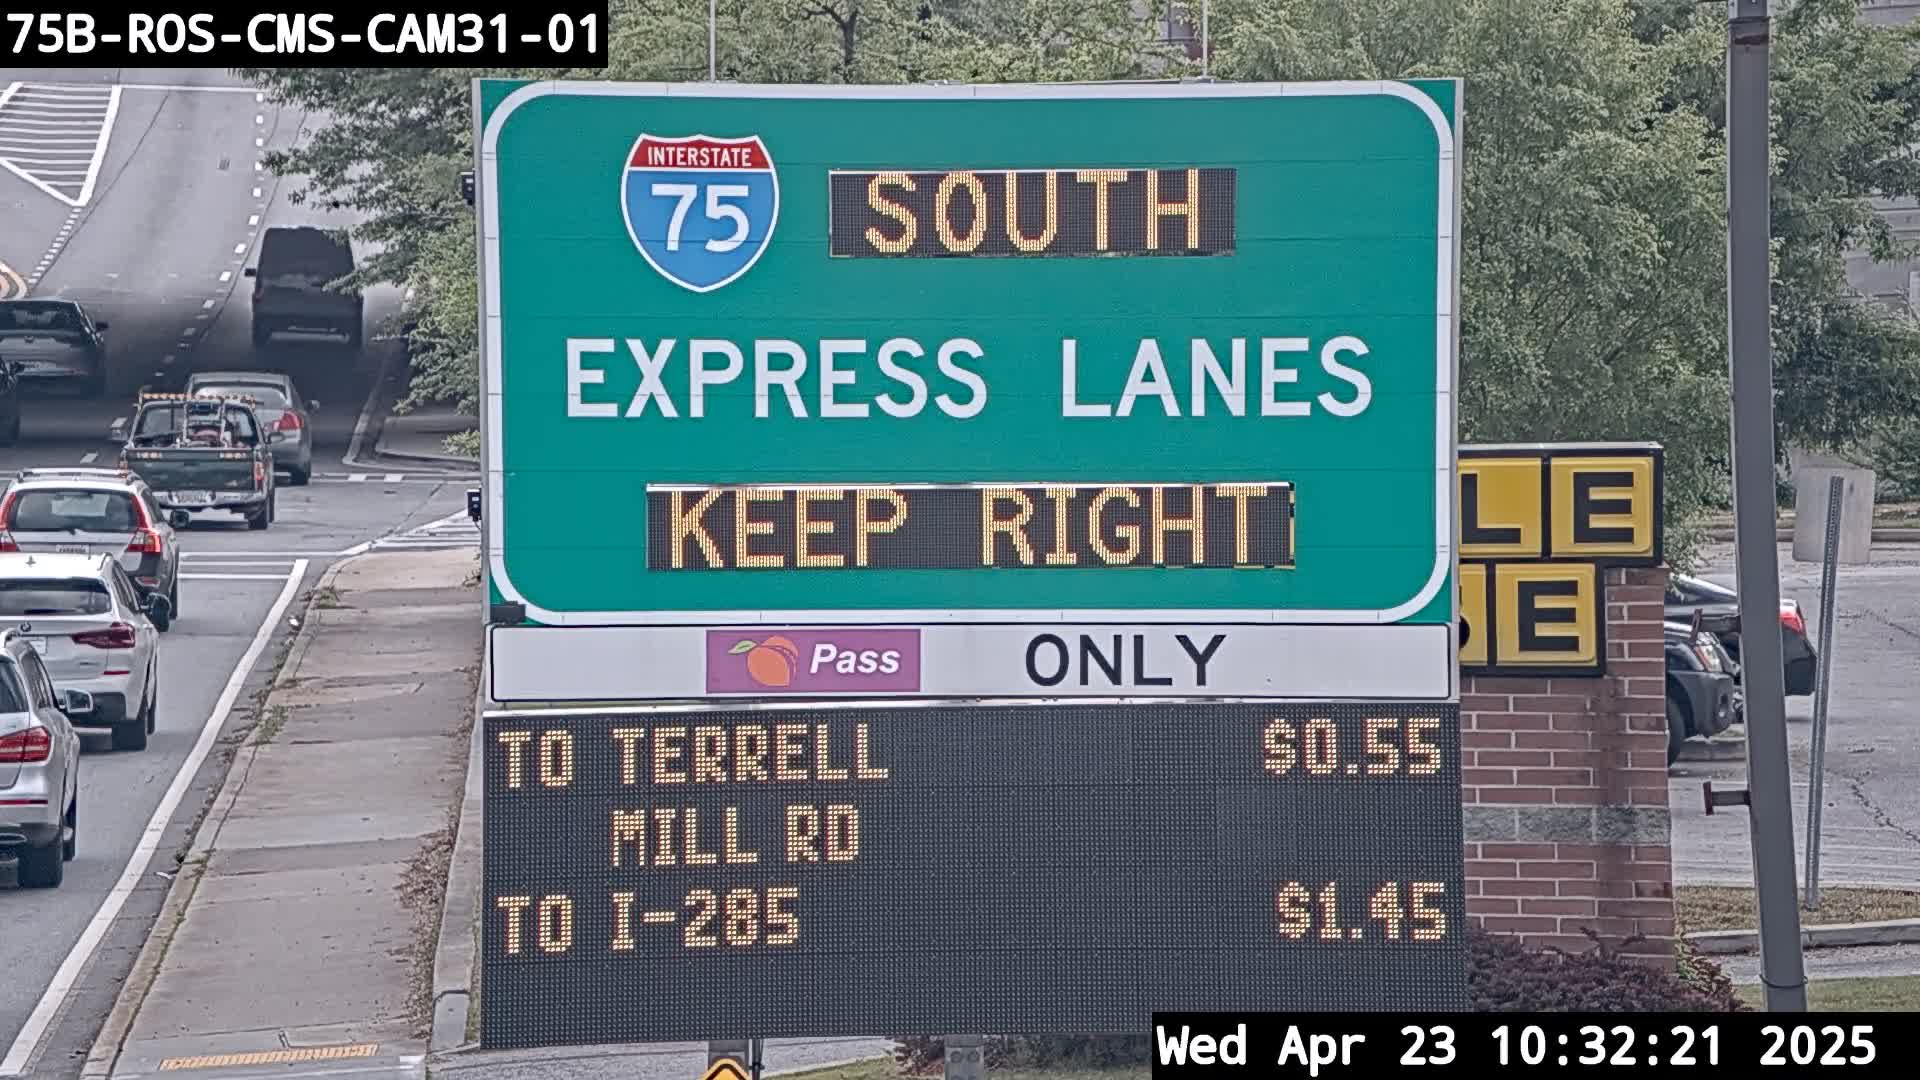 75B-ROS-CMS-CAM31-01
INTERSTATE
75
SOUTH
EXPRESS LANES
KEEP RIGHT
Pass ONLY
TO TERRELL $0.55
MILL RD
TO I-285 $1.45
LE
E
Wed Apr 23 10:32:21 2025